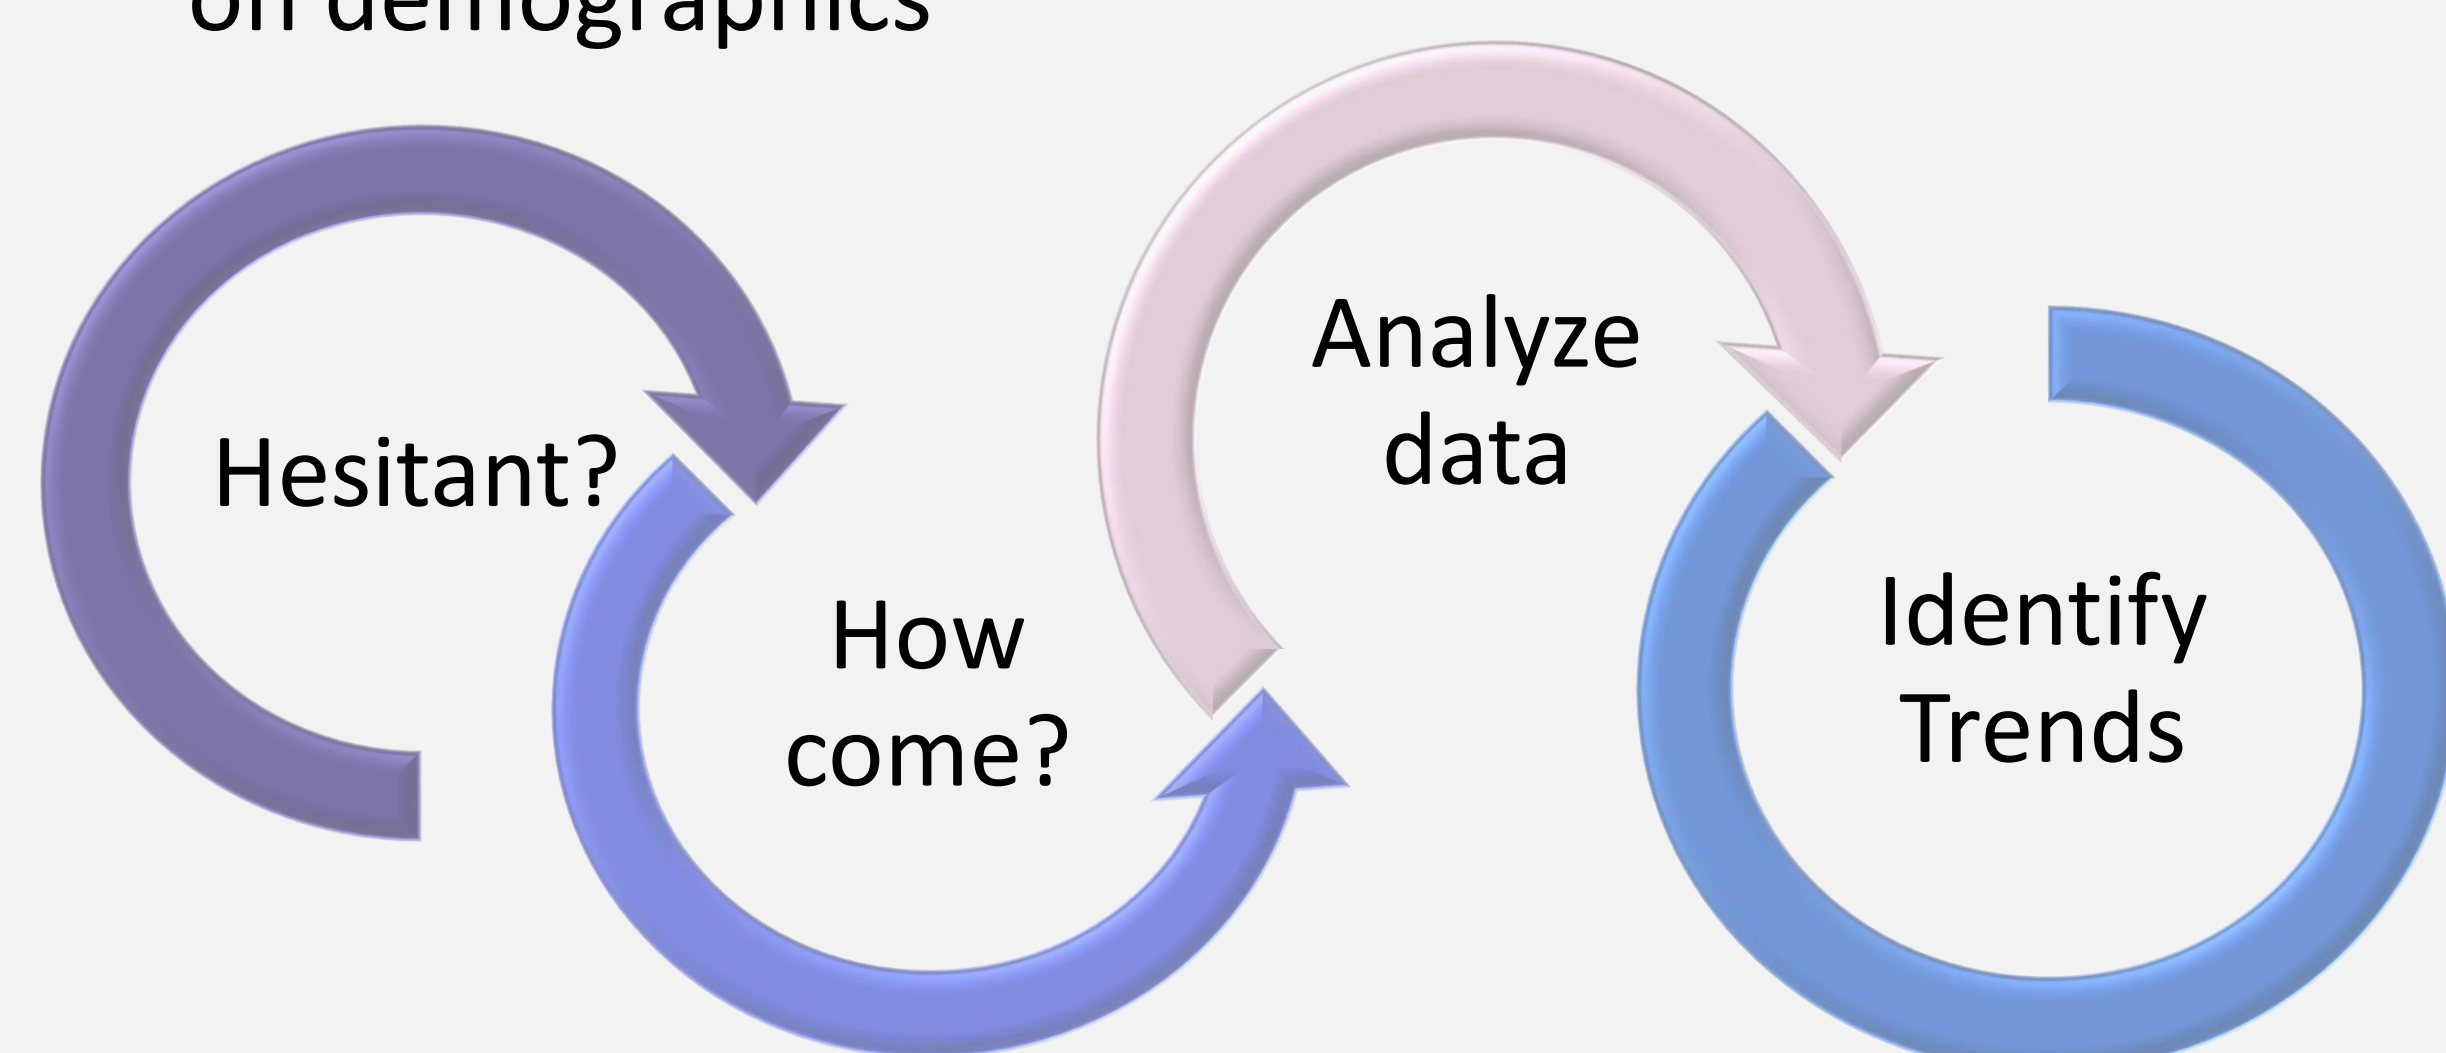 on demographics
Hesitant?
How
come?
Analyze
data
Identify
Trends